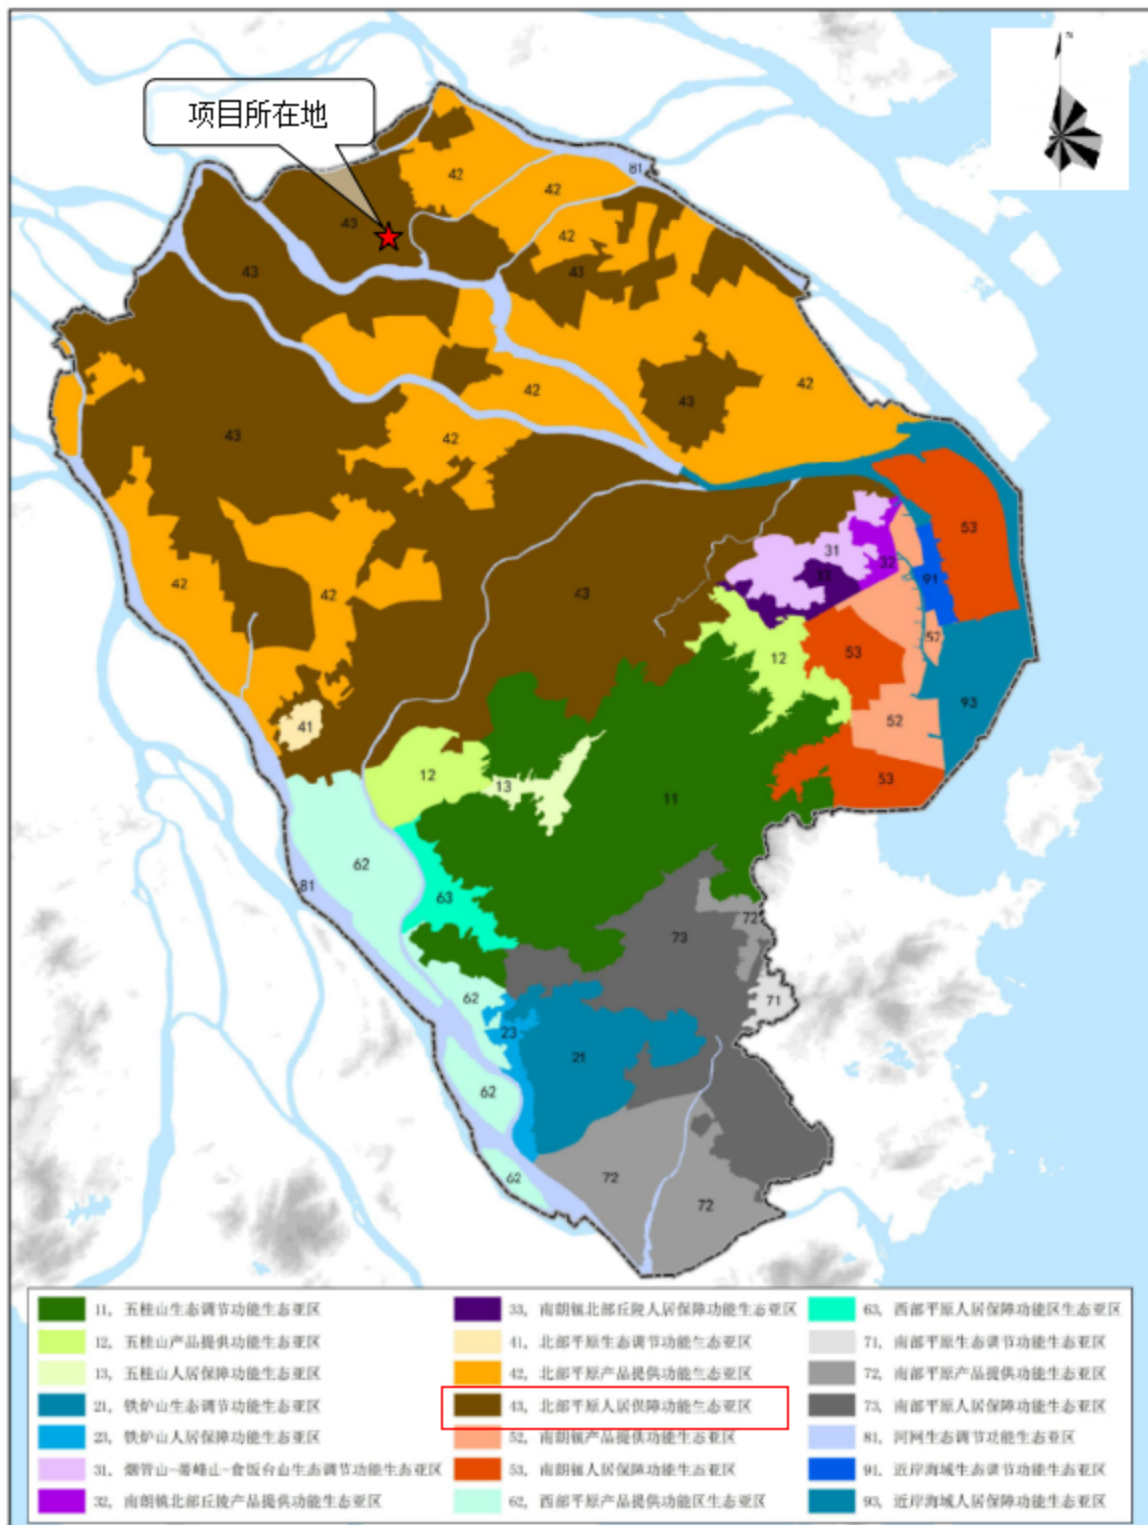 N
项目所在地
81
42
42
43
42
43
43
42
43
42
42
43
42
53
31
32
33
91
42
42
43
52
53
12
93
41
52
12
13
11
53
62
81
63
72
73
62
71
23
21
62
62
72
72
11, 五桂山生态调节功能生态亚区
12, 五桂山产品提供功能生态亚区
13, 五桂山人居保障功能生态亚区
21, 铁炉山生态调节功能生态亚区
23, 铁炉山人居保障功能生态亚区
31, 烟管山-蚤峰山-食饭台山生态调节功能生态亚区
32, 南朗镇北部丘陵产品提供功能生态亚区
33, 南朗镇北部丘陵人居保障功能生态亚区
41, 北部平原生态调节功能生态亚区
42, 北部平原产品提供功能生态亚区
43, 北部平原人居保障功能生态亚区
52, 南朗镇产品提供功能生态亚区
53, 南朗镇人居保障功能生态亚区
62, 西部平原产品提供功能区生态亚区
63, 西部平原人居保障功能区生态亚区
71, 南部平原生态调节功能生态亚区
72, 南部平原产品提供功能生态亚区
73, 南部平原人居保障功能生态亚区
81, 河网生态调节功能生态亚区
91, 近岸海域生态调节功能生态亚区
93, 近岸海域人居保障功能生态亚区